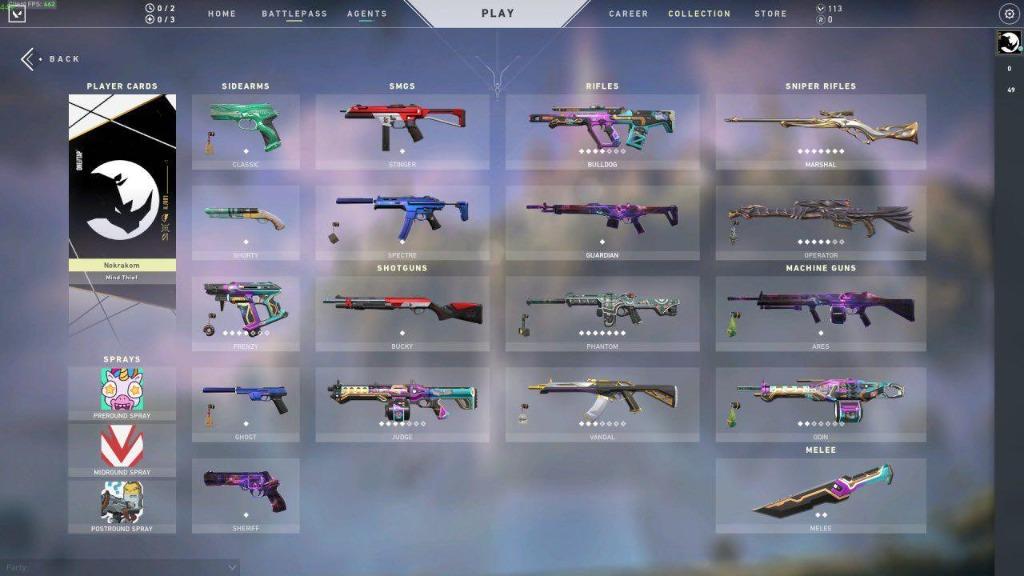 0 / 2
0 / 3
HOME
BATTLEPASS
AGENTS
PLAY
CAREER
COLLECTION
STORE
113
0
BACK
0
49
PLAYER CARDS
Nakrakom
Mind Thief
SPRAYS
PREROUND SPRAY
MIDROUND SPRAY
POSTROUND SPRAY
SIDEARMS
CLASSIC
SHORTY
FRENZY
GHOST
SHERIFF
SMGS
STINGER
SPECTRE
SHOTGUNS
BUCKY
JUDGE
RIFLES
BULLDOG
GUARDIAN
PHANTOM
VANDAL
SNIPER RIFLES
MARSHAL
OPERATOR
MACHINE GUNS
ARES
ODIN
MELEE
MELEE
Party: